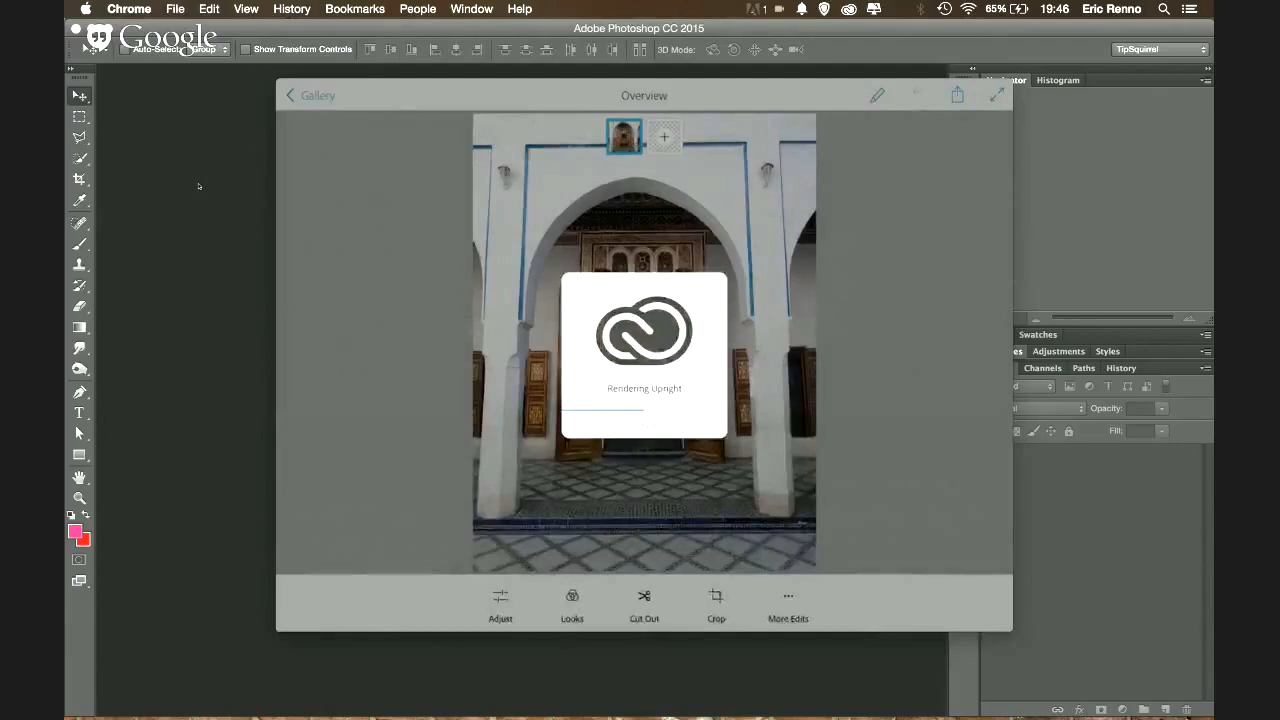 Chrome File Edit View History Bookmarks People Window Help 1 65% 19:46 Eric Renno
Adobe Photoshop CC 2015
Google
Auto-Select: Group Show Transform Controls 3D Mode: TipSquirrel
Navigator Histogram
Gallery Overview
Swatches
Adjustments Styles
Channels Paths History
Opacity:
Fill:
Rendering Upright
Adjust Looks Cut Out Crop More Edits